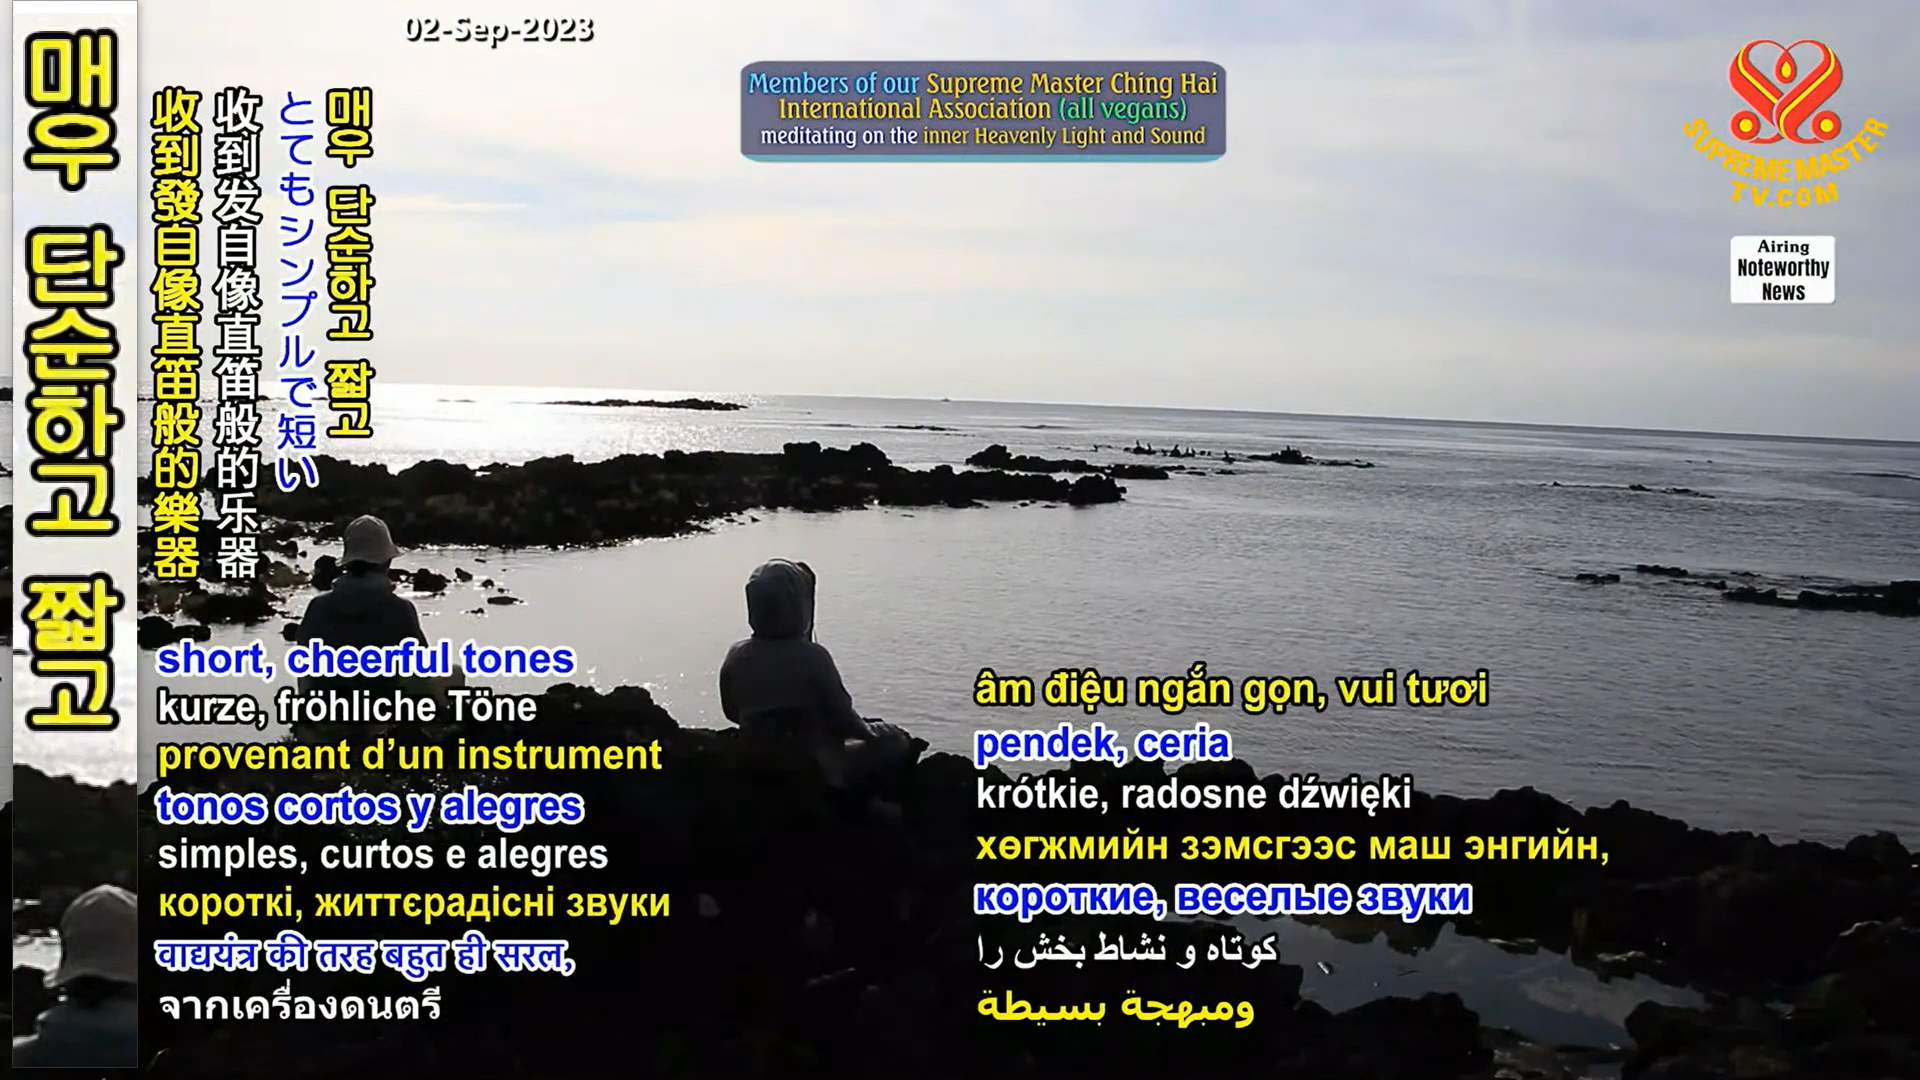 02-Sep-2023
Members of our Supreme Master Ching Hai
International Association (all vegans)
meditating on the inner Heavenly Light and Sound
SUPREME MASTER
TV.COM
Airing
Noteworthy
News
매우 단순하고 짧고
收到發自像直笛般的樂器
收到发自像直笛般的乐器
とてもシンプルで短い
매우 단순하고 짧고
short, cheerful tones
kurze, fröhliche Töne
provenant d’un instrument
tonos cortos y alegres
simples, curtos e alegres
короткі, життєрадісні звуки
वाद्ययंत्र की तरह बहुत ही सरल,
จากเครื่องดนตรี
âm điệu ngắn gọn, vui tươi
pendek, ceria
krótkie, radosne dźwięki
хөгжмийн зэмсгээс маш энгийн,
короткие, веселые звуки
کوتاه و نشاط بخش را
ومبهجة بسيطة